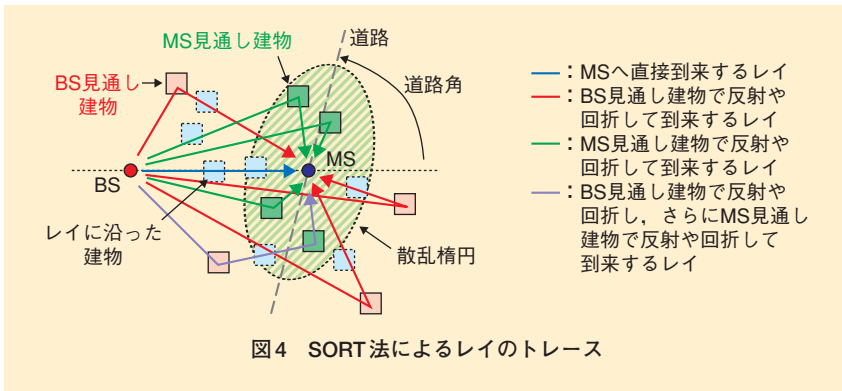 MS見通し建物
道路
BS見通し
建物
道路角
MS
BS
レイに沿った
建物
散乱楕円
：MSへ直接到来するレイ
：BS見通し建物で反射や
回折して到来するレイ
：MS見通し建物で反射や
回折して到来するレイ
：BS見通し建物で反射や
回折し，さらにMS見通し
建物で反射や回折して
到来するレイ
図4 SORT法によるレイのトレース